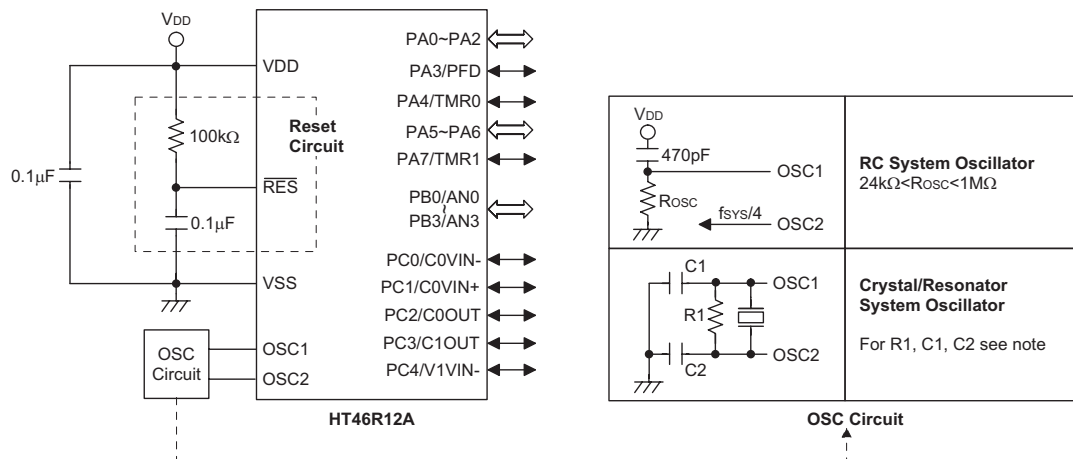 VDD
VDD
100kΩ
Reset
Circuit
0.1μF
RES
0.1μF
VSS
OSC
Circuit
OSC1
OSC2
PA0~PA2
PA3/PFD
PA4/TMR0
PA5~PA6
PA7/TMR1
PB0/AN0
~
PB3/AN3
PC0/C0VIN-
PC1/C0VIN+
PC2/C0OUT
PC3/C1OUT
PC4/V1VIN-
HT46R12A
VDD
470pF
OSC1
ROSC
fSYS/4
OSC2
RC System Oscillator
24kΩ<ROSC<1MΩ
C1
OSC1
R1
OSC2
C2
Crystal/Resonator
System Oscillator
For R1, C1, C2 see note
OSC Circuit